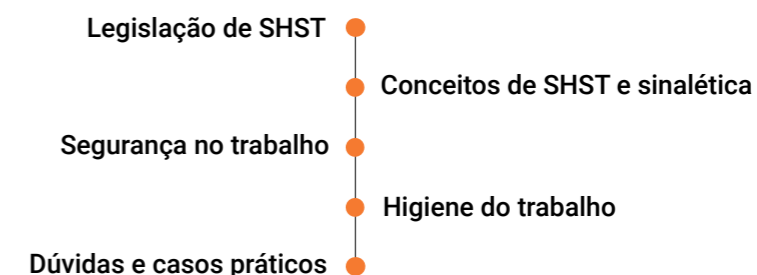 Legislação de SHST
Conceitos de SHST e sinalética
Segurança no trabalho
Higiene do trabalho
Dúvidas e casos práticos